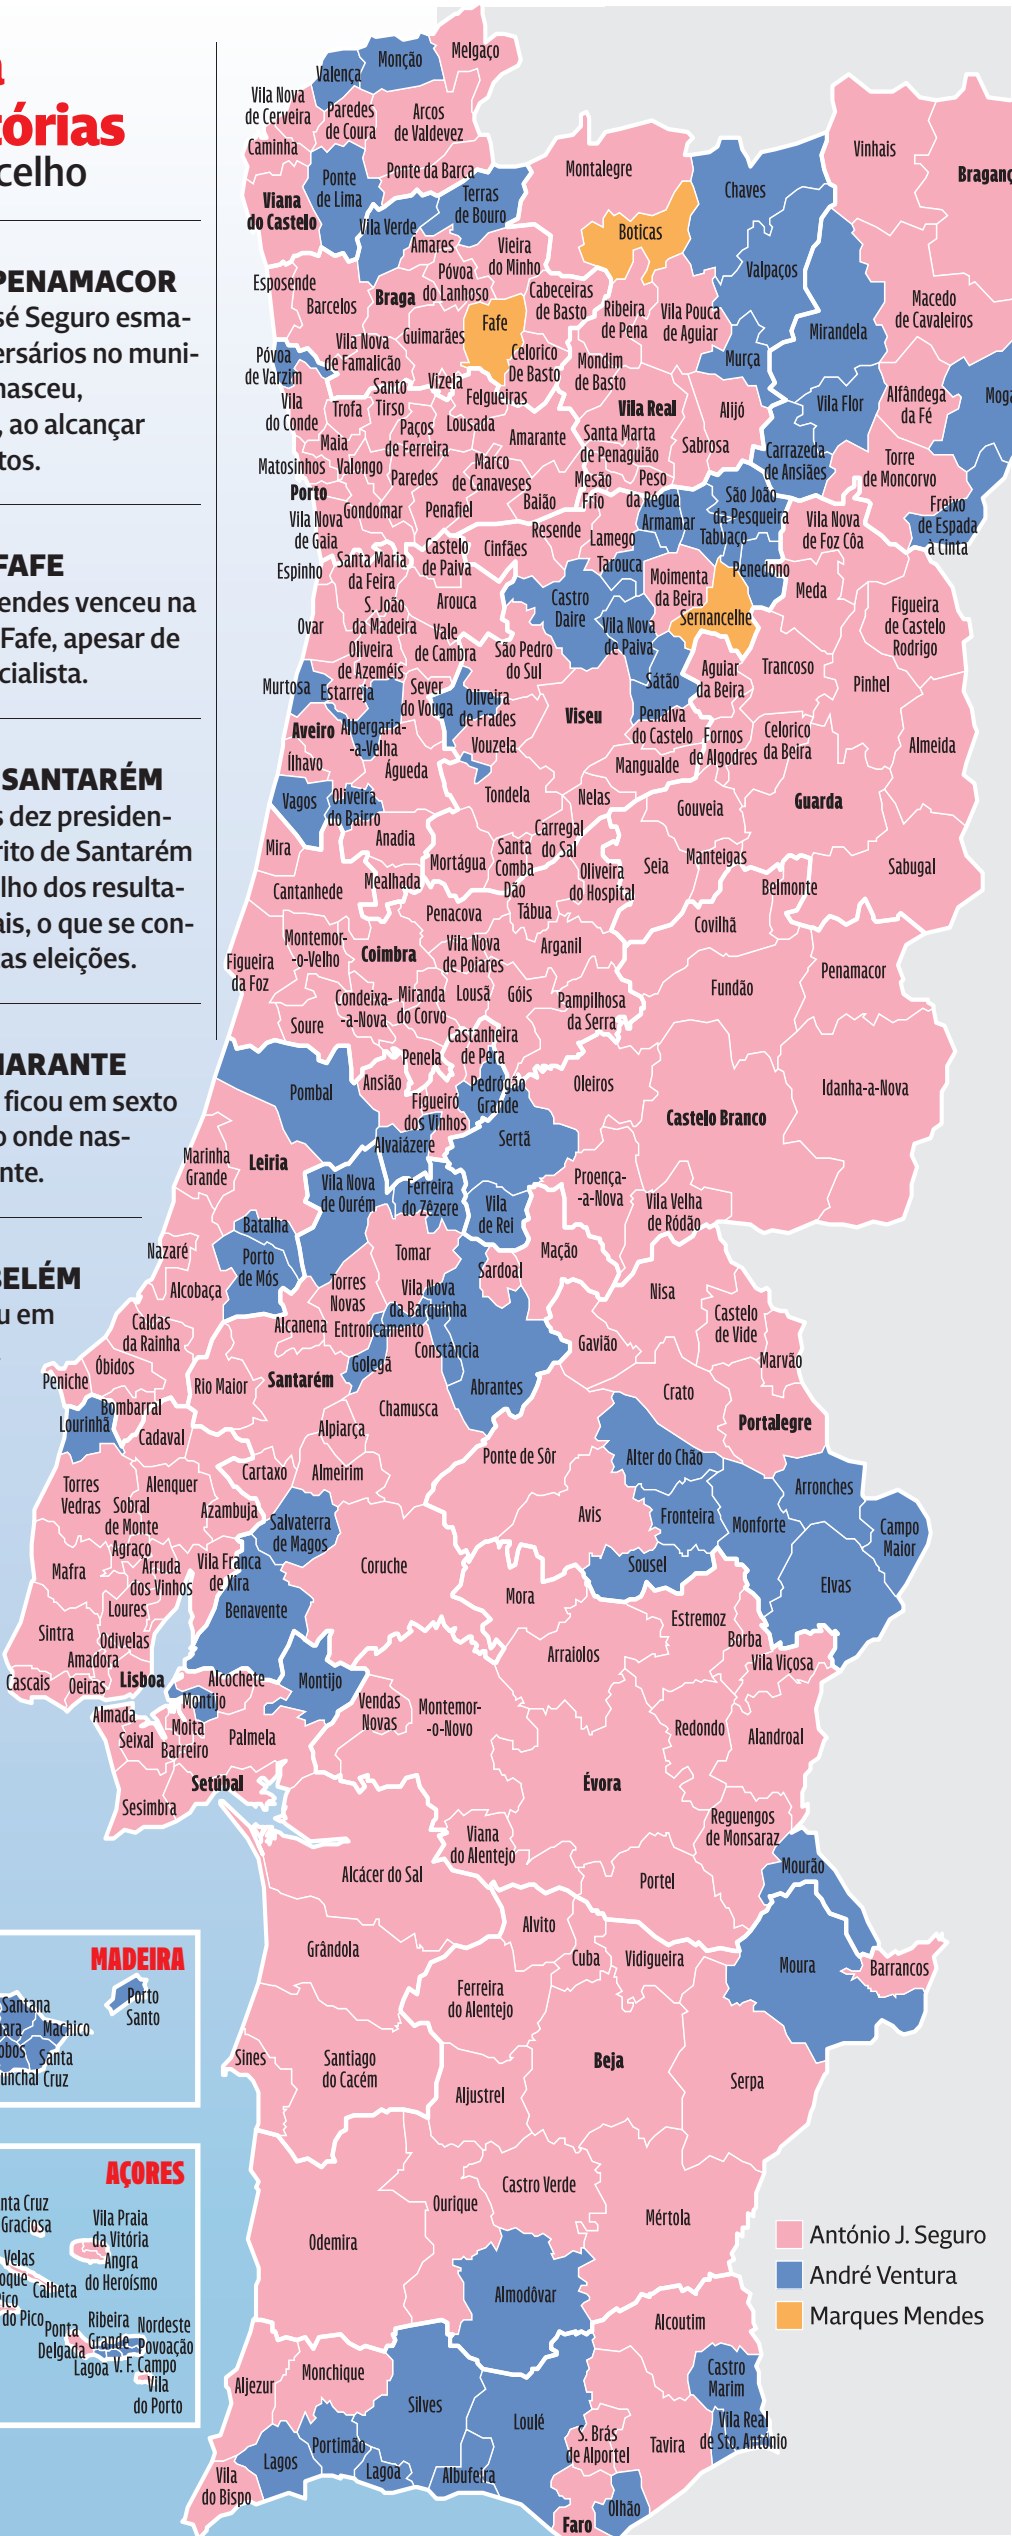 tórias
celho
PENAMACOR
sé Seguro esma-
ersários no muni-
nasceu,
, ao alcançar
tos.
FAFE
endes venceu na
Fafe, apesar de
cialista.
SANTARÉM
s dez presiden-
rito de Santarém
lho dos resulta-
ais, o que se con-
as eleições.
IARANTE
ficou em sexto
o onde nas-
nte.
BELÉM
u em
Melgaço
Monção
Valença
Vila Nova
de Cerveira
Paredes
de Coura
Arcos
de Valdevez
Caminha
Ponte da Barca
Viana
do Castelo
Ponte
de Lima
Terras
de Bouro
Vila Verde
Amares
Vieira
do Minho
Montalegre
Boticas
Chaves
Vinhais
Braganç
Valpaços
Esposende
Barcelos
Braga
Póvoa
do Lanhoso
Cabeceiras
de Basto
Ribeira
de Pena
Vila Pouca
de Aguiar
Mirandela
Macedo
de Cavaleiros
Guimarães
Fafe
Vila Nova
de Famalicão
Póvoa
de Varzim
Celorico
De Basto
Mondim
de Basto
Murça
Santo
Tirso
Vizela
Felgueiras
Vila
do Conde
Trofa
Vila Real
Alijó
Vila Flor
Alfândega
da Fé
Moga
Maia
Paços
de Ferreira
Lousada
Amarante
Santa Marta
de Penaguião
Sabrosa
Carrazeda
de Ansiães
Torre
de Moncorvo
Matosinhos
Valongo
Paredes
Marco
de Canaveses
Mesão
Frio
Peso
da Régua
São João
da Pesqueira
Porto
Gondomar
Penafiel
Baião
Armamar
Tabuaço
Vila Nova
de Foz Côa
Freixo
de Espada
à Cinta
Vila Nova
de Gaia
Resende
Lamego
Castelo
de Paiva
Cinfães
Espinho
Santa Maria
da Feira
Tarouca
Moimenta
da Beira
Penedono
Meda
Figueira
de Castelo
Rodrigo
Arouca
Castro
Daire
Sernancelhe
Ovar
S. João
da Madeira
Vale
de Cambra
Vila Nova
de Paiva
Oliveira
de Azeméis
São Pedro
do Sul
Aguiar
da Beira
Trancoso
Pinhel
Murtosa
Estarreja
Sever
do Vouga
Oliveira
de Frades
Sátão
Viseu
Penalva
do Castelo
Fornos
de Algodres
Celorico
da Beira
Almeida
Aveiro
Albergaria-
-a-Velha
Vouzela
Ílhavo
Águeda
Mangualde
Vagos
Oliveira
do Bairro
Tondela
Nelas
Gouveia
Guarda
Mira
Anadia
Carregal
do Sal
Santa
Comba
Dão
Mortágua
Oliveira
do Hospital
Seia
Manteigas
Sabugal
Cantanhede
Mealhada
Tábua
Belmonte
Penacova
Covilhã
Montemor-
-o-Velho
Coimbra
Vila Nova
de Poiares
Arganil
Figueira
da Foz
Penamacor
Fundão
Condeixa-
-a-Nova
Miranda
do Corvo
Lousã
Góis
Pampilhosa
da Serra
Soure
Castanheira
de Pera
Penela
Idanha-a-Nova
Pombal
Ansião
Figueiró
dos Vinhos
Pedrógão
Grande
Oleiros
Castelo Branco
Alvaiázere
Sertã
Marinha
Grande
Leiria
Vila Nova
de Ourém
Ferreira
do Zêzere
Vila
de Rei
Proença-
-a-Nova
Vila Velha
de Ródão
Batalha
Nazaré
Porto
de Mós
Tomar
Mação
Sardoal
Alcobaça
Torres
Novas
Vila Nova
da Barquinha
Nisa
Castelo
de Vide
Caldas
da Rainha
Alcanena
Entroncamento
Constância
Gavião
Marvão
Óbidos
Peniche
Rio Maior
Santarém
Golegã
Abrantes
Crato
Bombarral
Chamusca
Portalegre
Lourinhã
Cadaval
Alpiarça
Ponte de Sôr
Alter do Chão
Torres
Vedras
Alenquer
Cartaxo
Almeirim
Arronches
Sobral
de Monte
Agraço
Azambuja
Salvaterra
de Magos
Avis
Fronteira
Monforte
Campo
Maior
Mafra
Arruda
dos Vinhos
Vila Franca
de Xira
Coruche
Sousel
Elvas
Mora
Loures
Benavente
Estremoz
Sintra
Odivelas
Borba
Amadora
Arraiolos
Vila Viçosa
Cascais
Oeiras
Lisboa
Alcochete
Montijo
Montijo
Vendas
Novas
Montemor-
-o-Novo
Almada
Moita
Redondo
Alandroal
Seixal
Barreiro
Palmela
Setúbal
Évora
Sesimbra
Reguengos
de Monsaraz
Viana
do Alentejo
Mourão
Alcácer do Sal
Portel
Alvito
Grândola
Cuba
Vidigueira
Moura
Barrancos
Ferreira
do Alentejo
MADEIRA
Porto
Santo
Santana
Machico
obos
Santa
Cruz
unchal
Sines
Santiago
do Cacém
Beja
Aljustrel
Serpa
AÇORES
nta Cruz
Graciosa
Vila Praia
da Vitória
Velas
Angra
do Heroísmo
oque
Calheta
do Pico
Ponta
Delgada
Ribeira
Grande
Nordeste
Povoação
Lagoa
V. F. Campo
Vila
do Porto
Castro Verde
Ourique
Mértola
Odemira
Almodôvar
António J. Seguro
André Ventura
Marques Mendes
Alcoutim
Monchique
Aljezur
Castro
Marim
Silves
Loulé
Vila Real
de Sto. António
Lagos
Portimão
S. Brás
de Alportel
Tavira
Lagoa
Albufeira
Vila
do Bispo
Olhão
Faro